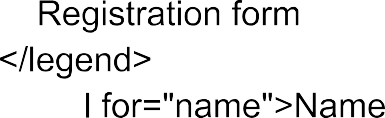 Registration form
</legend>
l for="name">Name